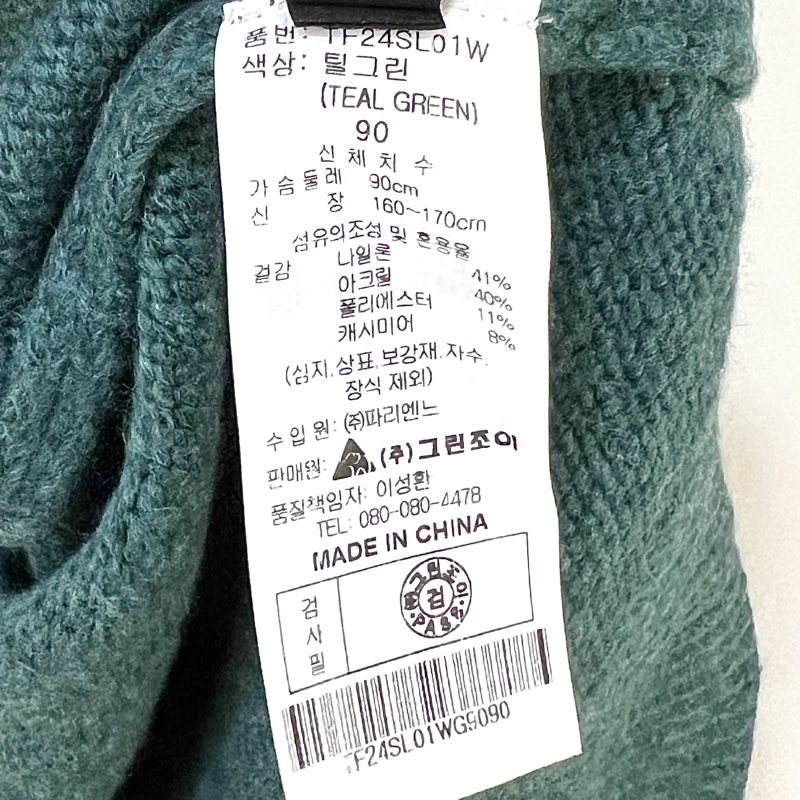 품번: TF24SL01W
색상: 틸그린
(TEAL GREEN)
90
신 체 치 수
가 슴 둘 레 90cm
신 장 160~170cm
섬유의조성 및 혼용율
겉감 나일론 41%
아크릴 40%
폴리에스터 11%
캐시미어 8%
(심지,상표,보강재,자수,
장식 제외)
수 입 원: (주)파리엔느
판매원: (주)그린조이
품질책임자: 이성환
TEL: 080-080-4478
MADE IN CHINA
검
사
필
그린조이
검
TF24SL01WG9090